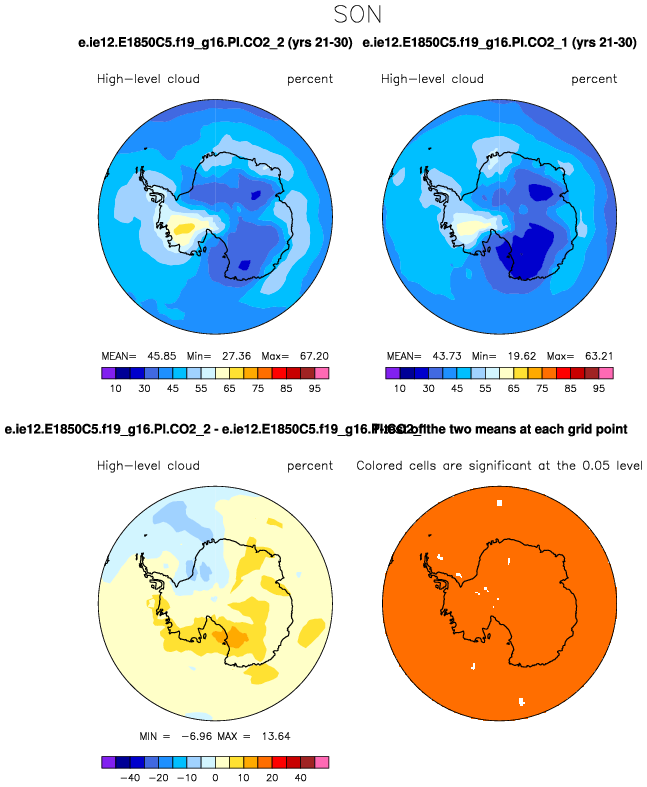 SON
e.ie12.E1850C5.f19_g16.PI.CO2_2 (yrs 21-30) e.ie12.E1850C5.f19_g16.PI.CO2_1 (yrs 21-30)
High-level cloud percent High-level cloud percent
MEAN= 45.85 Min= 27.36 Max= 67.20 MEAN= 43.73 Min= 19.62 Max= 63.21
10 30 45 55 65 75 85 95 10 30 45 55 65 75 85 95
e.ie12.E1850C5.f19_g16.PI.CO2_2 - e.ie12.E1850C5.f19_g16.PI.CO2_ the two means at each grid point
High-level cloud percent Colored cells are significant at the 0.05 level
MIN = -6.96 MAX = 13.64
-40 -20 -10 0 10 20 40